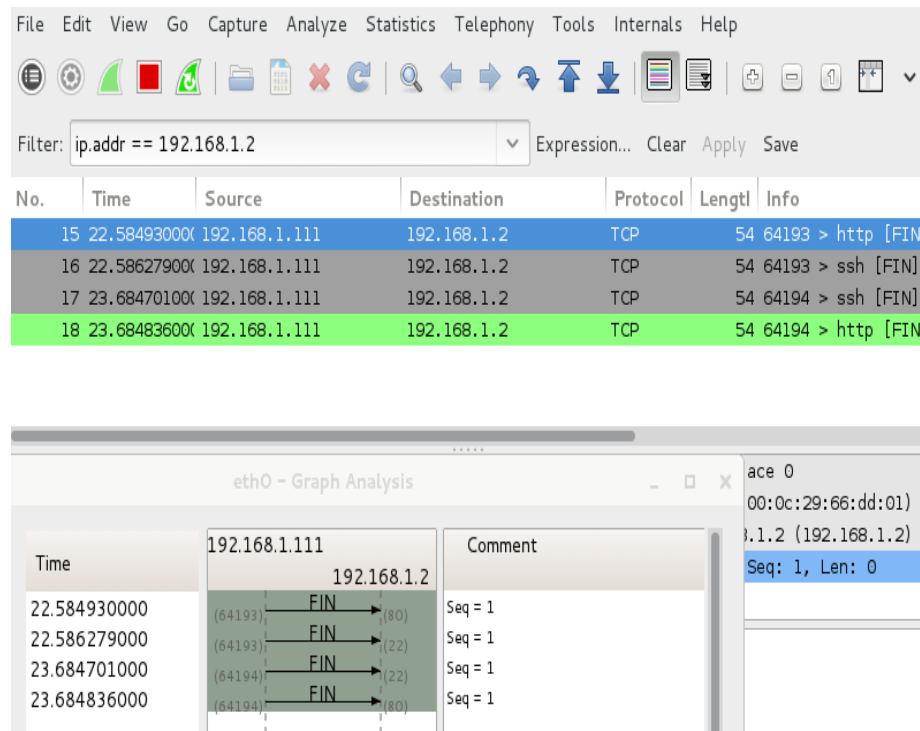 File Edit View Go Capture Analyze Statistics Telephony Tools Internals Help
Filter: ip.addr == 192.168.1.2 Expression... Clear Apply Save
No. Time Source Destination Protocol Lengtl Info
15 22.58493000( 192.168.1.111 192.168.1.2 TCP 54 64193 > http [FIN
16 22.58627900( 192.168.1.111 192.168.1.2 TCP 54 64193 > ssh [FIN]
17 23.68470100( 192.168.1.111 192.168.1.2 TCP 54 64194 > ssh [FIN]
18 23.68483600( 192.168.1.111 192.168.1.2 TCP 54 64194 > http [FIN
eth0 - Graph Analysis
ace 0
00:0c:29:66:dd:01)
.1.2 (192.168.1.2)
Seq: 1, Len: 0
Time 192.168.1.111 192.168.1.2 Comment
22.584930000 (64193) FIN (80) Seq = 1
22.586279000 (64193) FIN (22) Seq = 1
23.684701000 (64194) FIN (22) Seq = 1
23.684836000 (64194) FIN (80) Seq = 1